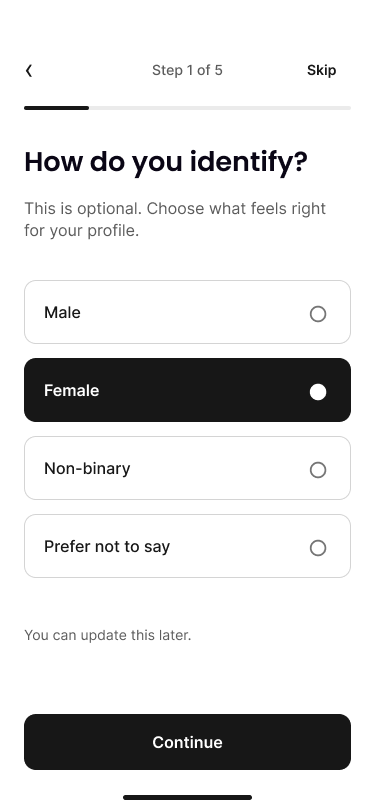 Step 1 of 5
Skip
How do you identify?
This is optional. Choose what feels right
for your profile.
Male
Female
Non-binary
Prefer not to say
You can update this later.
Continue